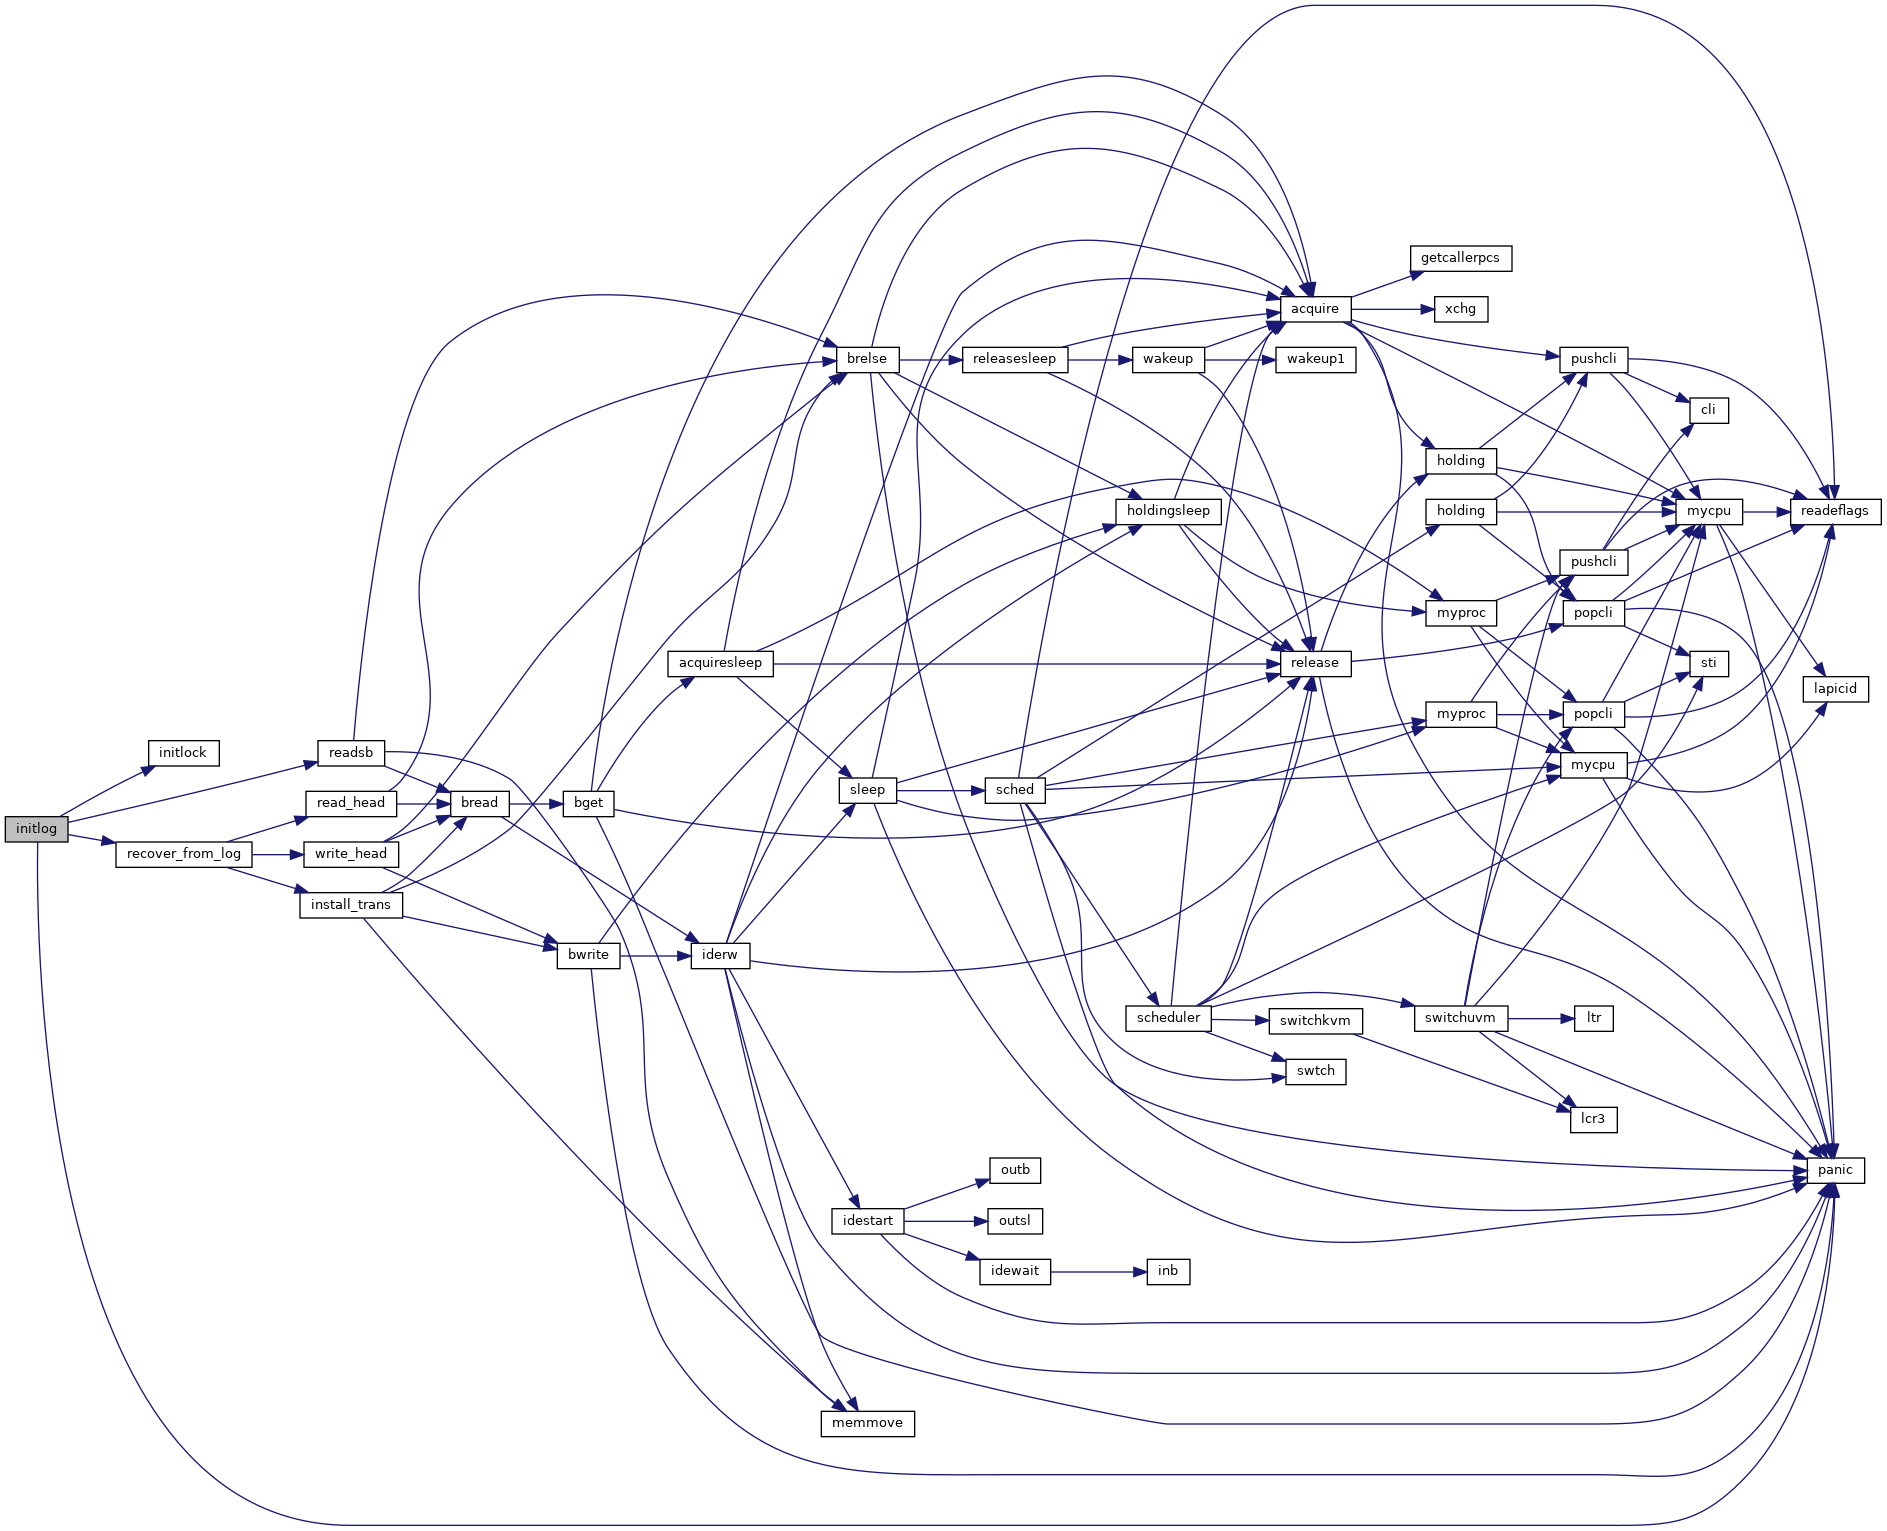 initlog
initlock
readsb
recover_from_log
read_head
write_head
install_trans
bread
bget
bwrite
acquiresleep
iderw
brelse
sleep
idestart
memmove
releasesleep
sched
outb
outsl
idewait
wakeup
holdingsleep
scheduler
inb
acquire
wakeup1
release
switchkvm
swtch
getcallerpcs
xchg
holding
holding
myproc
myproc
switchuvm
pushcli
pushcli
popcli
popcli
mycpu
ltr
lcr3
cli
mycpu
sti
readeflags
lapicid
panic